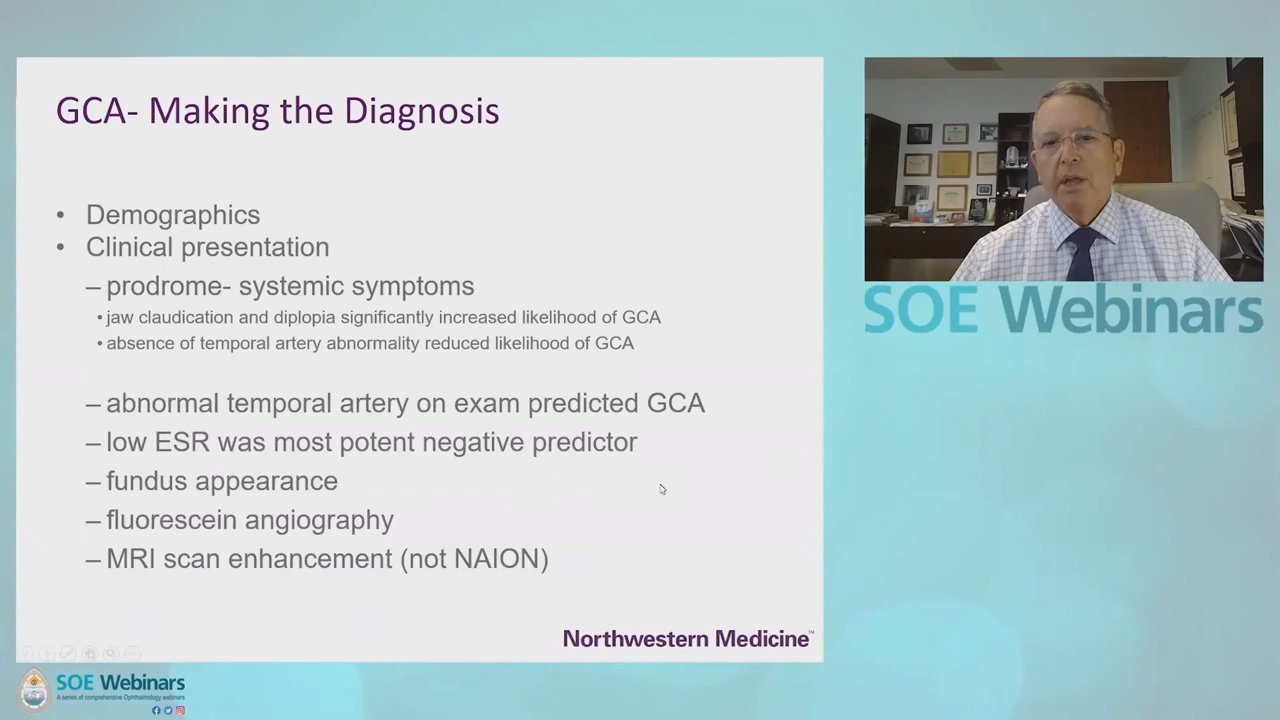 GCA- Making the Diagnosis
• Demographics
• Clinical presentation
– prodrome- systemic symptoms
• jaw claudication and diplopia significantly increased likelihood of GCA
• absence of temporal artery abnormality reduced likelihood of GCA
– abnormal temporal artery on exam predicted GCA
– low ESR was most potent negative predictor
– fundus appearance
– fluorescein angiography
– MRI scan enhancement (not NAION)
Northwestern Medicine™
SOE Webinars
SOE Webinars
A series of comprehensive Ophthalmology webinars